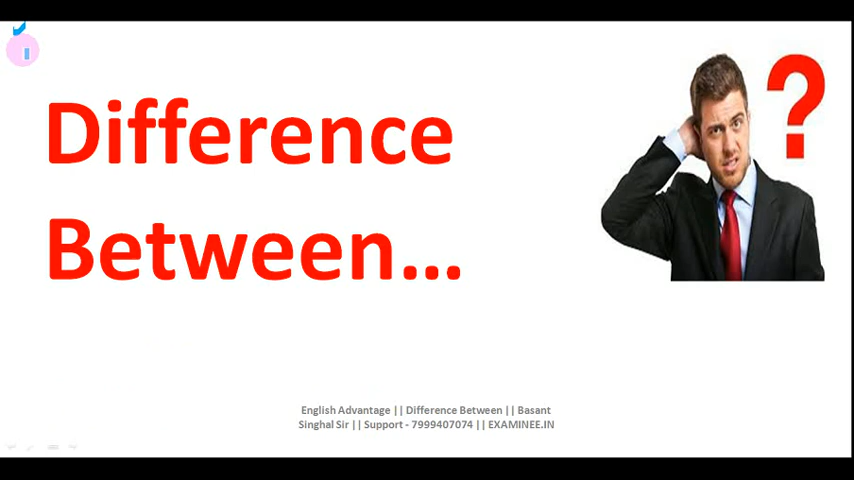 Difference
Between...
?
English Advantage || Difference Between || Basant
Singhal Sir || Support - 7999407074 || EXAMINEE.IN